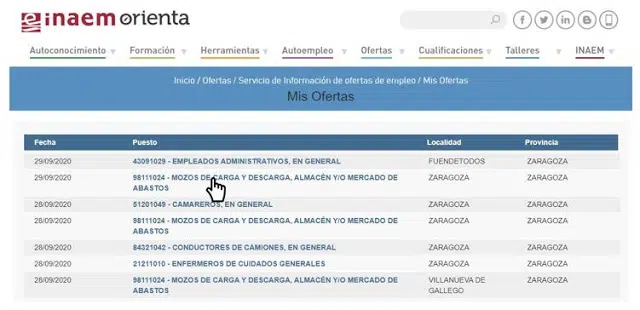 inaem orienta
Autoconocimiento Formación Herramientas Autoempleo Ofertas Cualificaciones Talleres INAEM
Inicio / Ofertas / Servicio de Información de ofertas de empleo / Mis Ofertas
Mis Ofertas
Fecha Puesto Localidad Provincia
29/09/2020 43091029 - EMPLEADOS ADMINISTRATIVOS, EN GENERAL FUENDETODOS ZARAGOZA
29/09/2020 98111024 - MOZOS DE CARGA Y DESCARGA, ALMACÉN Y/O MERCADO DE ZARAGOZA ZARAGOZA
ABASTOS
28/09/2020 51201049 - CAMAREROS, EN GENERAL ZARAGOZA ZARAGOZA
28/09/2020 98111024 - MOZOS DE CARGA Y DESCARGA, ALMACÉN Y/O MERCADO DE ZARAGOZA ZARAGOZA
ABASTOS
28/09/2020 84321042 - CONDUCTORES DE CAMIONES, EN GENERAL ZARAGOZA ZARAGOZA
28/09/2020 21211010 - ENFERMEROS DE CUIDADOS GENERALES ZARAGOZA ZARAGOZA
28/09/2020 98111024 - MOZOS DE CARGA Y DESCARGA, ALMACÉN Y/O MERCADO DE VILLANUEVA DE ZARAGOZA
ABASTOS GALLEGO